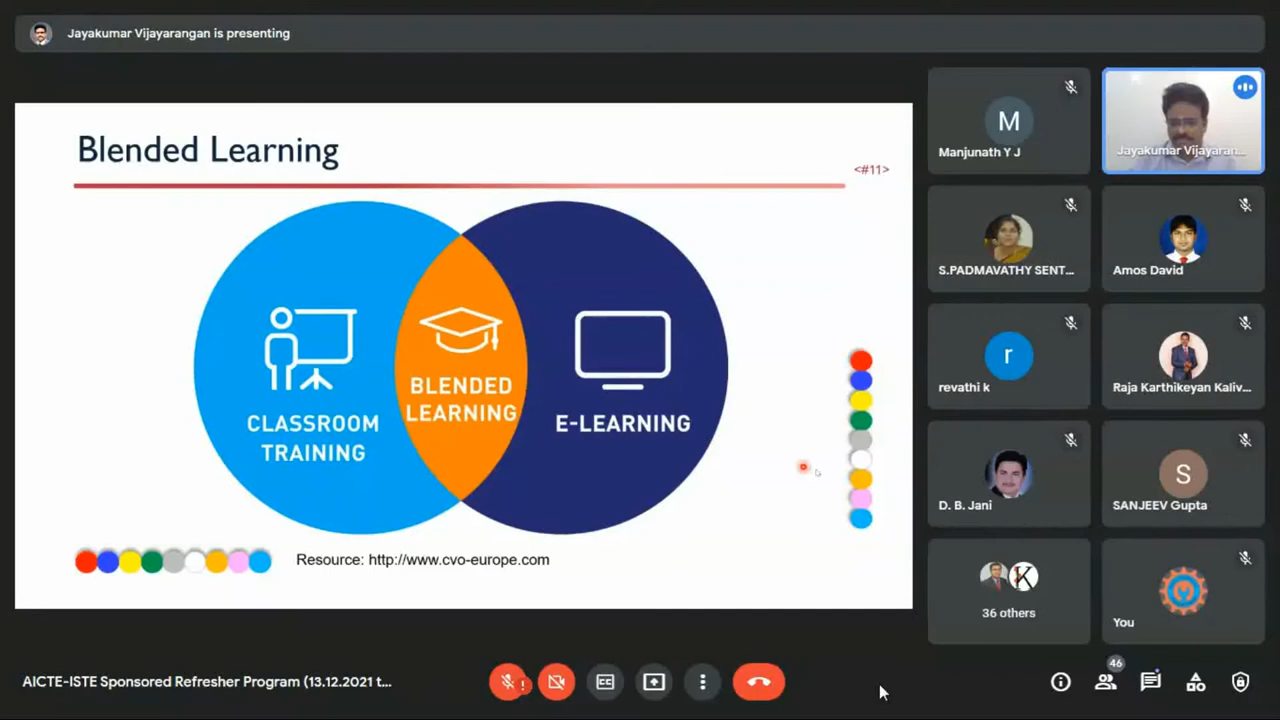 Jayakumar Vijayarangan is presenting
Blended Learning
<#11>
CLASSROOM
TRAINING
BLENDED
LEARNING
E-LEARNING
Resource: http://www.cvo-europe.com
M
Manjunath Y J
Jayakumar Vijayaran...
S.PADMAVATHY SENT...
Amos David
r
revathi k
Raja Karthikeyan Kaliv...
D. B. Jani
S
SANJEEV Gupta
K
36 others
You
AICTE-ISTE Sponsored Refresher Program (13.12.2021 t...
!
CC
46